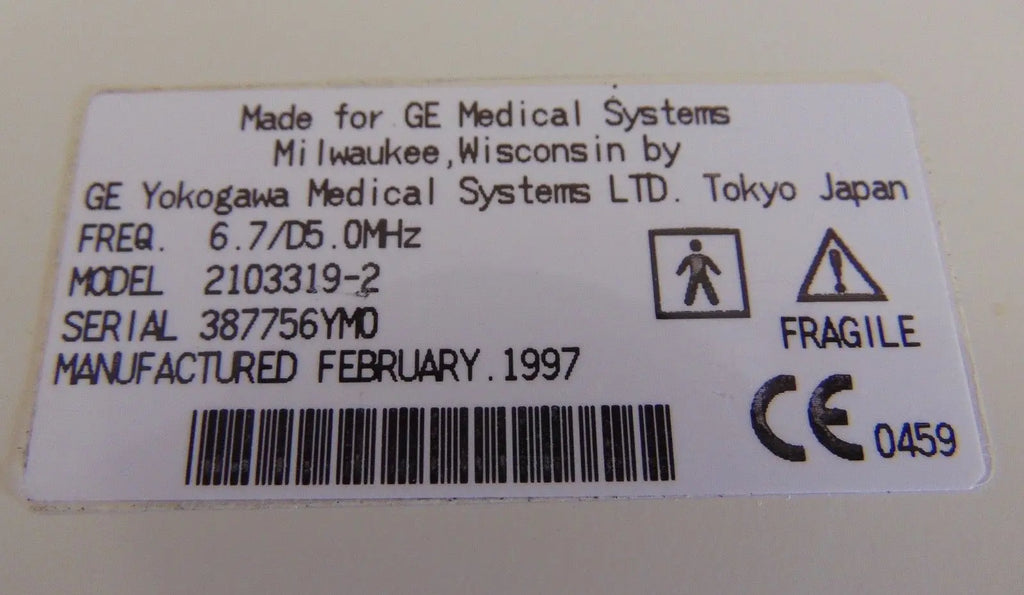 Made for GE Medical Systems
Milwaukee,Wisconsin by
GE Yokogawa Medical Systems LTD. Tokyo Japan
FREQ. 6.7/D5.0MHz
MODEL 2103319-2
SERIAL 387756YM0
MANUFACTURED FEBRUARY.1997
FRAGILE
CE 0459